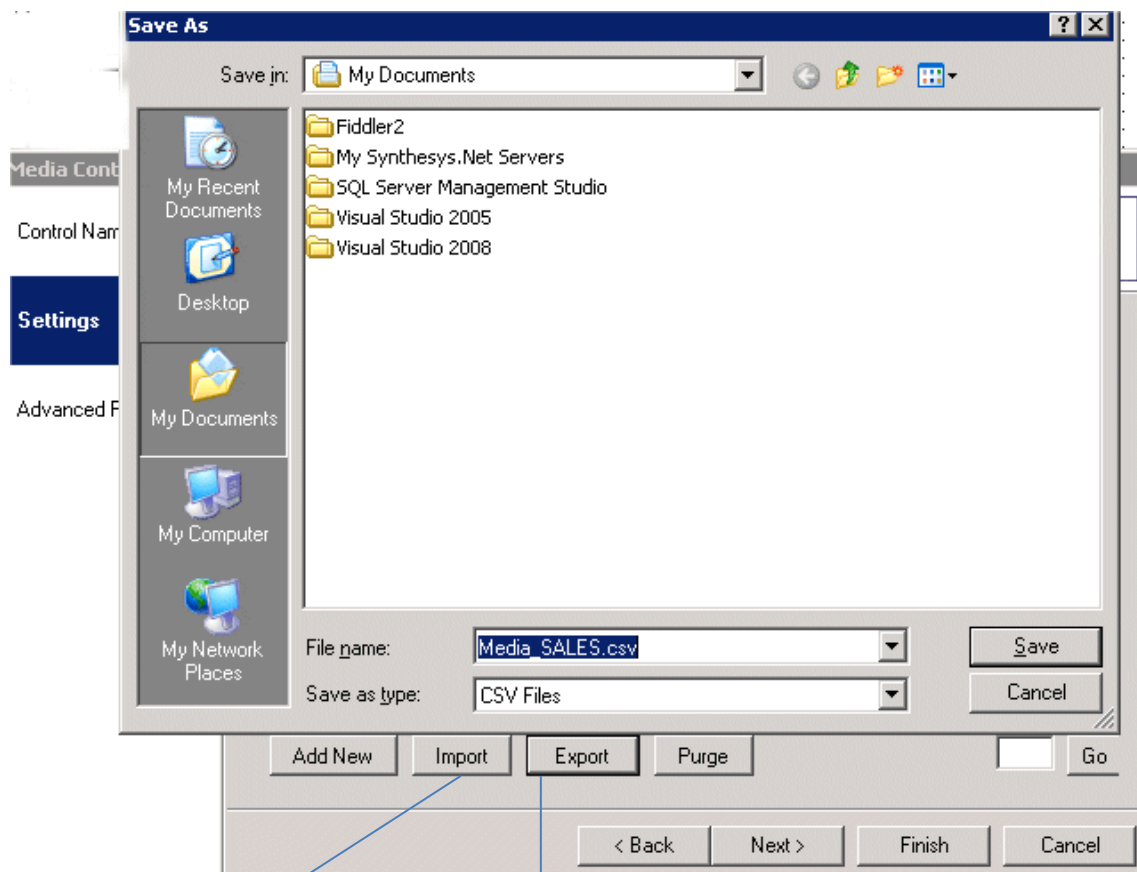 Save As
Save in: My Documents
Fiddler2
My Synthesys.Net Servers
SQL Server Management Studio
Visual Studio 2005
Visual Studio 2008
My Recent
Documents
Desktop
My Documents
My Computer
My Network
Places
File name: Media_SALES.csv Save
Save as type: CSV Files Cancel
Media Cont
Control Nam
Settings
Advanced
Add New Import Export Purge Go
< Back Next > Finish Cancel